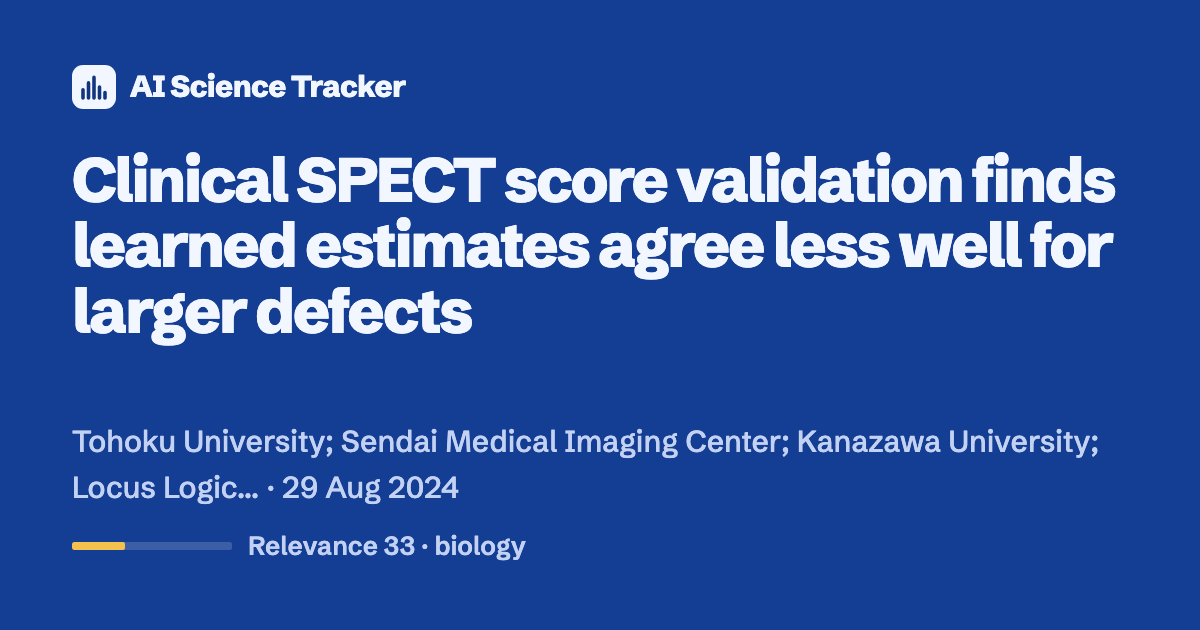 AI Science Tracker
Clinical SPECT score validation finds
learned estimates agree less well for
larger defects
Tohoku University; Sendai Medical Imaging Center; Kanazawa University;
Locus Logic... · 29 Aug 2024
Relevance 33 · biology